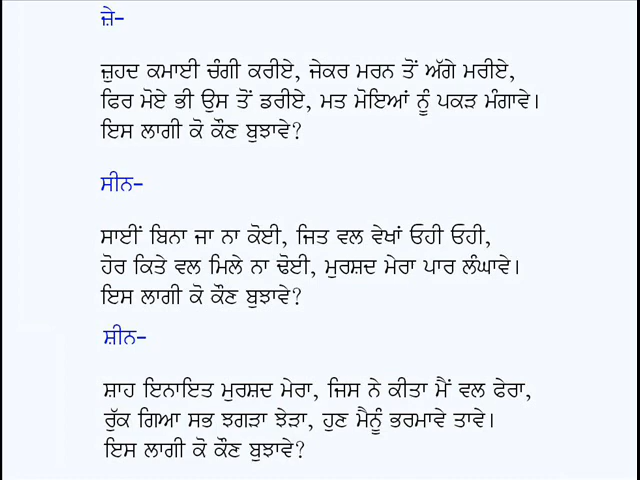 ਜ਼ੇ-
ਜ਼ੁਹਦ ਕਮਾਈ ਚੰਗੀ ਕਰੀਏ, ਜੇਕਰ ਮਰਨ ਤੋਂ ਅੱਗੇ ਮਰੀਏ,
ਫਿਰ ਮੋਏ ਭੀ ਉਸ ਤੋਂ ਡਰੀਏ, ਮਤ ਮੋਇਆਂ ਨੂੰ ਪਕੜ ਮੰਗਾਵੇ।
ਇਸ ਲਾਗੀ ਕੋ ਕੌਣ ਬੁਝਾਵੇ?
ਸੀਨ-
ਸਾਈਂ ਬਿਨਾ ਜਾ ਨਾ ਕੋਈ, ਜਿਤ ਵਲ ਵੇਖਾਂ ਓਹੀ ਓਹੀ,
ਹੋਰ ਕਿਤੇ ਵਲ ਮਿਲੇ ਨਾ ਢੋਈ, ਮੁਰਸ਼ਦ ਮੇਰਾ ਪਾਰ ਲੰਘਾਵੇ।
ਇਸ ਲਾਗੀ ਕੋ ਕੌਣ ਬੁਝਾਵੇ?
ਸ਼ੀਨ-
ਸ਼ਾਹ ਇਨਾਇਤ ਮੁਰਸ਼ਦ ਮੇਰਾ, ਜਿਸ ਨੇ ਕੀਤਾ ਮੈਂ ਵਲ ਫੇਰਾ,
ਰੁੱਕ ਗਿਆ ਸਭ ਝਗੜਾ ਝੇੜਾ, ਹੁਣ ਮੈਨੂੰ ਭਰਮਾਵੇ ਤਾਵੇ।
ਇਸ ਲਾਗੀ ਕੋ ਕੌਣ ਬੁਝਾਵੇ?